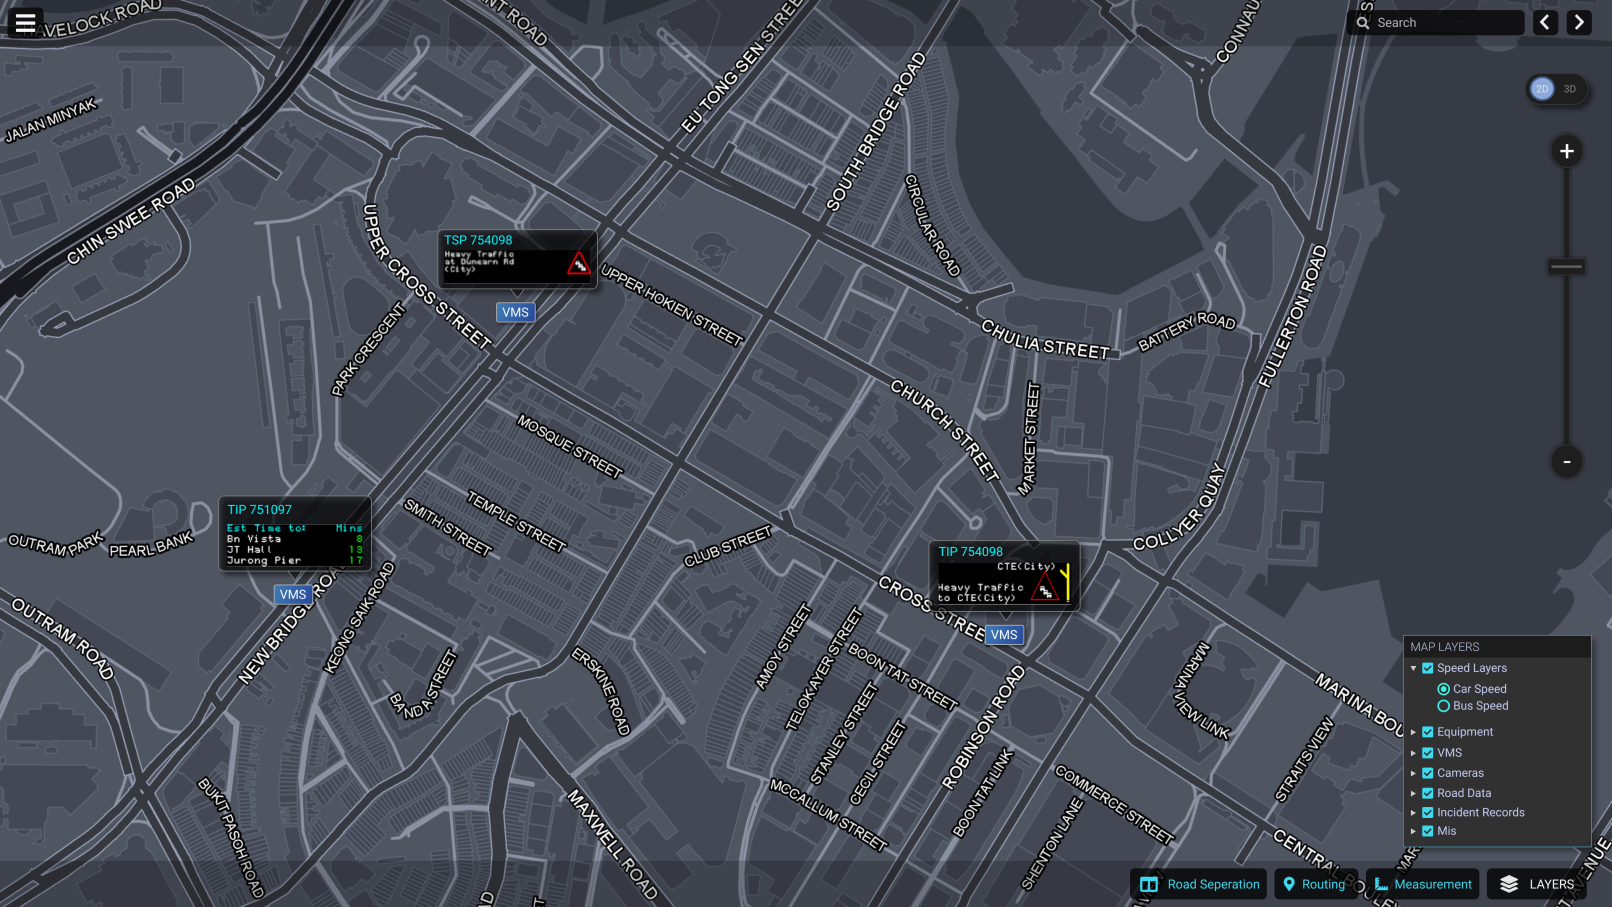 HAVELOCK ROAD
EU TONG SEN STREET
SOUTH BRIDGE ROAD
Search
2D
3D
JALAN MINYAK
CHIN SWEE ROAD
UPPER CROSS STREET
TSP 754098
Heavy Traffic
at Dunearn Rd
(City)
VMS
UPPER HOKIEN STREET
CIRCULAR ROAD
CHULIA STREET
BATTERY ROAD
FULLERTON ROAD
+
-
PARK CRESCENT
CHURCH STREET
MARKET STREET
MOSQUE STREET
TEMPLE STREET
SMITH STREET
TIP 751097
Est Time to: Mins
Bn Vista 8
JT Hall 13
Jurong Pier 17
VMS
OUTRAM PARK
PEARL BANK
CLUB STREET
COLLYER QUAY
TIP 754098
CTE(City)
Heavy Traffic
to CTE(City)
VMS
CROSS STREE
OUTRAM ROAD
NEW BRIDGE ROA
KEONG SAIK ROAD
BANDA STREET
ERSKINE ROAD
AMOY STREET
TELOKAYER STREET
BOON TAT STREET
STANLEY STREET
CECIL STREET
ROBINSON ROAD
MARINA VIEW LINK
MARINA BOU
STRAITS VIEW
BUKIT PASOH ROAD
MAXWELL ROAD
MCCALLUM STREET
BOON TAT LINK
COMMERCE STREET
SHENTON LANE
CENTRAL BOULE
MAP LAYERS
Speed Layers
Car Speed
Bus Speed
Equipment
VMS
Cameras
Road Data
Incident Records
Mis
Road Seperation
Routing
Measurement
LAYERS